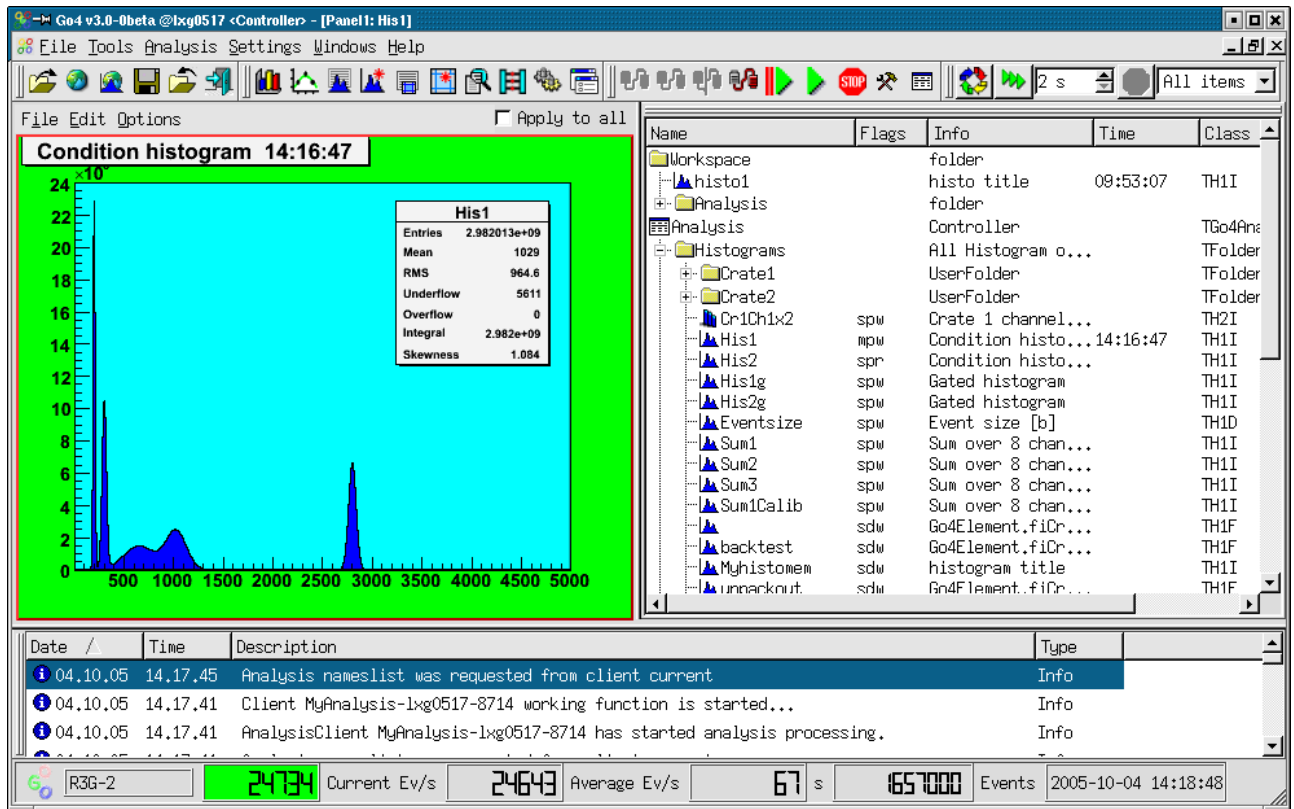 Go4 v3.0-0beta @lxg0517 <Controller> - [Panel1: His1]
File Tools Analysis Settings Windows Help
2 s
All items
File Edit Options
Apply to all
Condition histogram 14:16:47
×10
24
22
20
18
16
14
12
10
8
6
4
2
0
500 1000 1500 2000 2500 3000 3500 4000 4500 5000
His1
Entries 2.982013e+09
Mean 1029
RMS 964.6
Underflow 5611
Overflow 0
Integral 2.982e+09
Skewness 1.084
Name Flags Info Time Class
Workspace folder
histo1 histo title 09:53:07 TH1I
Analysis folder
Analysis Controller TGo4Ana
Histograms All Histogram o... TFolder
Crate1 UserFolder TFolder
Crate2 UserFolder TFolder
Cr1Ch1x2 spw Crate 1 channel... TH2I
His1 mpw Condition histo... 14:16:47 TH1I
His2 spr Condition histo... TH1I
His1g spw Gated histogram TH1I
His2g spw Gated histogram TH1I
Eventsize spw Event size [b] TH1D
Sum1 spw Sum over 8 chan... TH1I
Sum2 spw Sum over 8 chan... TH1I
Sum3 spw Sum over 8 chan... TH1I
Sum1Calib spw Sum over 8 chan... TH1I
sdw Go4Element.fiCr... TH1F
backtest sdw Go4Element.fiCr... TH1F
Myhistomem sdw histogram title TH1I
unpackout sdw Go4Element.fiCr... TH1F
Date Time Description Type
04.10.05 14.17.45 Analysis nameslist was requested from client current Info
04.10.05 14.17.41 Client MyAnalysis-lxg0517-8714 working function is started... Info
04.10.05 14.17.41 AnalysisClient MyAnalysis-lxg0517-8714 has started analysis processing. Info
R3G-2 24734 Current Ev/s 24643 Average Ev/s 67 s 1657000 Events 2005-10-04 14:18:48